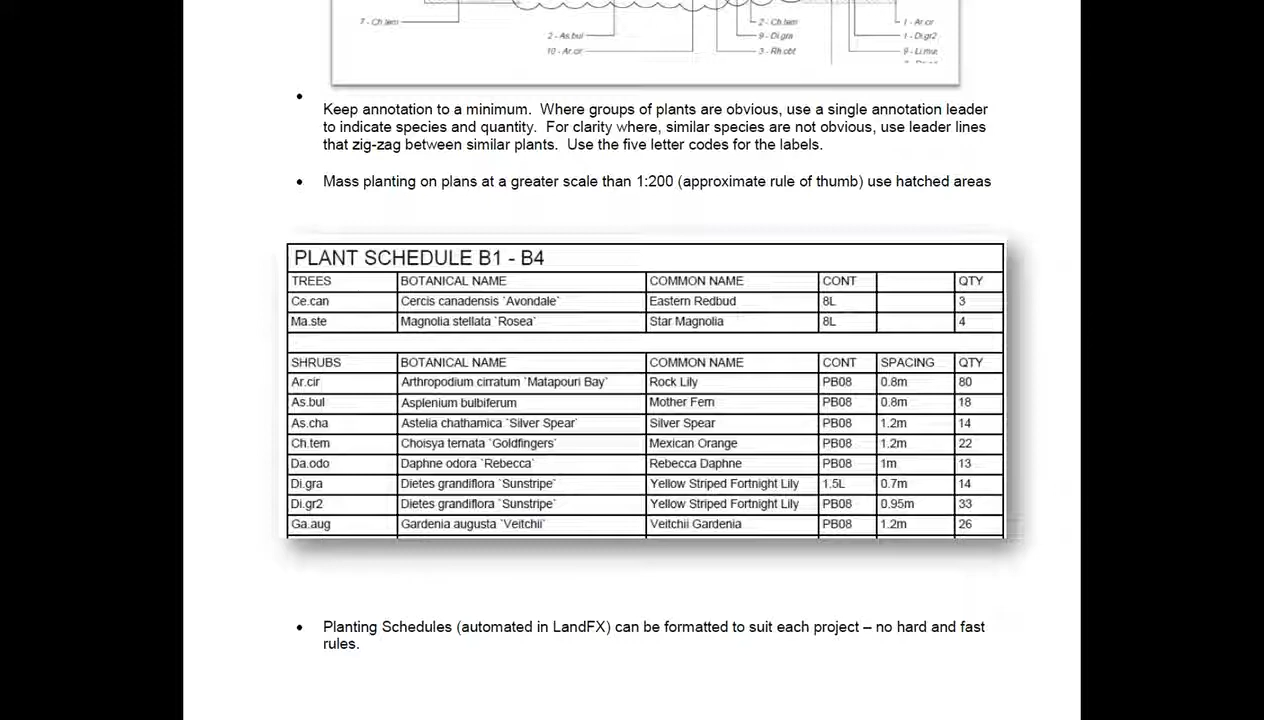 7 - Ch.tem
2 - As.bul
10 - Ar.cir
2 - Ch.tem
9 - Di.gra
3 - Rh.obt
1 - Ar.cir
1 - Di.gr2
9 - Li.mus
Keep annotation to a minimum.  Where groups of plants are obvious, use a single annotation leader
to indicate species and quantity.  For clarity where, similar species are not obvious, use leader lines
that zig-zag between similar plants.  Use the five letter codes for the labels.
Mass planting on plans at a greater scale than 1:200 (approximate rule of thumb) use hatched areas
PLANT SCHEDULE B1 - B4
TREES BOTANICAL NAME COMMON NAME CONT QTY
Ce.can Cercis canadensis `Avondale` Eastern Redbud 8L 3
Ma.ste Magnolia stellata `Rosea` Star Magnolia 8L 4
SHRUBS BOTANICAL NAME COMMON NAME CONT SPACING QTY
Ar.cir Arthropodium cirratum `Matapouri Bay` Rock Lily PB08 0.8m 80
As.bul Asplenium bulbiferum Mother Fern PB08 0.8m 18
As.cha Astelia chathamica `Silver Spear` Silver Spear PB08 1.2m 14
Ch.tem Choisya ternata `Goldfingers` Mexican Orange PB08 1.2m 22
Da.odo Daphne odora `Rebecca` Rebecca Daphne PB08 1m 13
Di.gra Dietes grandiflora `Sunstripe` Yellow Striped Fortnight Lily 1.5L 0.7m 14
Di.gr2 Dietes grandiflora `Sunstripe` Yellow Striped Fortnight Lily PB08 0.95m 33
Ga.aug Gardenia augusta `Veitchii` Veitchii Gardenia PB08 1.2m 26
Planting Schedules (automated in LandFX) can be formatted to suit each project – no hard and fast
rules.